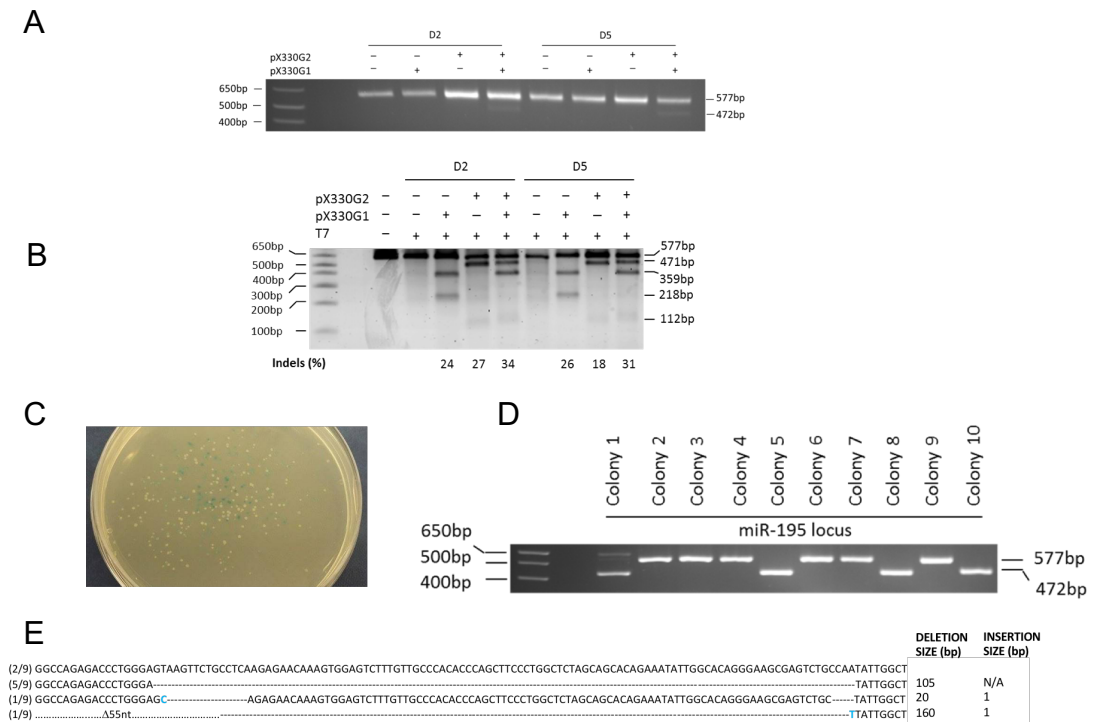 A
D2 D5
pX330G2 – – + + – – + +
pX330G1 – + – + – + – +
650bp
500bp
400bp
577bp
472bp
B
D2 D5
pX330G2 – – – + + – – + +
pX330G1 – – + – + – + – +
T7 – + + + + + + + +
650bp
500bp
400bp
300bp
200bp
100bp
577bp
471bp
359bp
218bp
112bp
Indels (%) 24 27 34 26 18 31
C
D
Colony 1 Colony 2 Colony 3 Colony 4 Colony 5 Colony 6 Colony 7 Colony 8 Colony 9 Colony 10
miR-195 locus
650bp
500bp
400bp
577bp
472bp
E
DELETION SIZE (bp) INSERTION SIZE (bp)
(2/9) GGCCAGAGACCCTGGGAGTAAGTTCTGCCTCAAGAGAACAAAGTGGAGTCTTTGTTGCCCACACCCAGCTTCCCTGGCTCTAGCAGCACAGAAATATTGGCACAGGGAAGCGAGTCTGCCAATATTGGCT
(5/9) GGCCAGAGACCCTGGGA----------TATTGGCT 105 N/A
(1/9) GGCCAGAGACCCTGGGAGC----------AGAGAACAAAGTGGAGTCTTTGTTGCCCACACCCAGCTTCCCTGGCTCTAGCAGCACAGAAATATTGGCACAGGGAAGCGAGTCTGC----TATTGGCT 20 1
(1/9) ..........Δ55nt..........----------TTATTGGCT 160 1